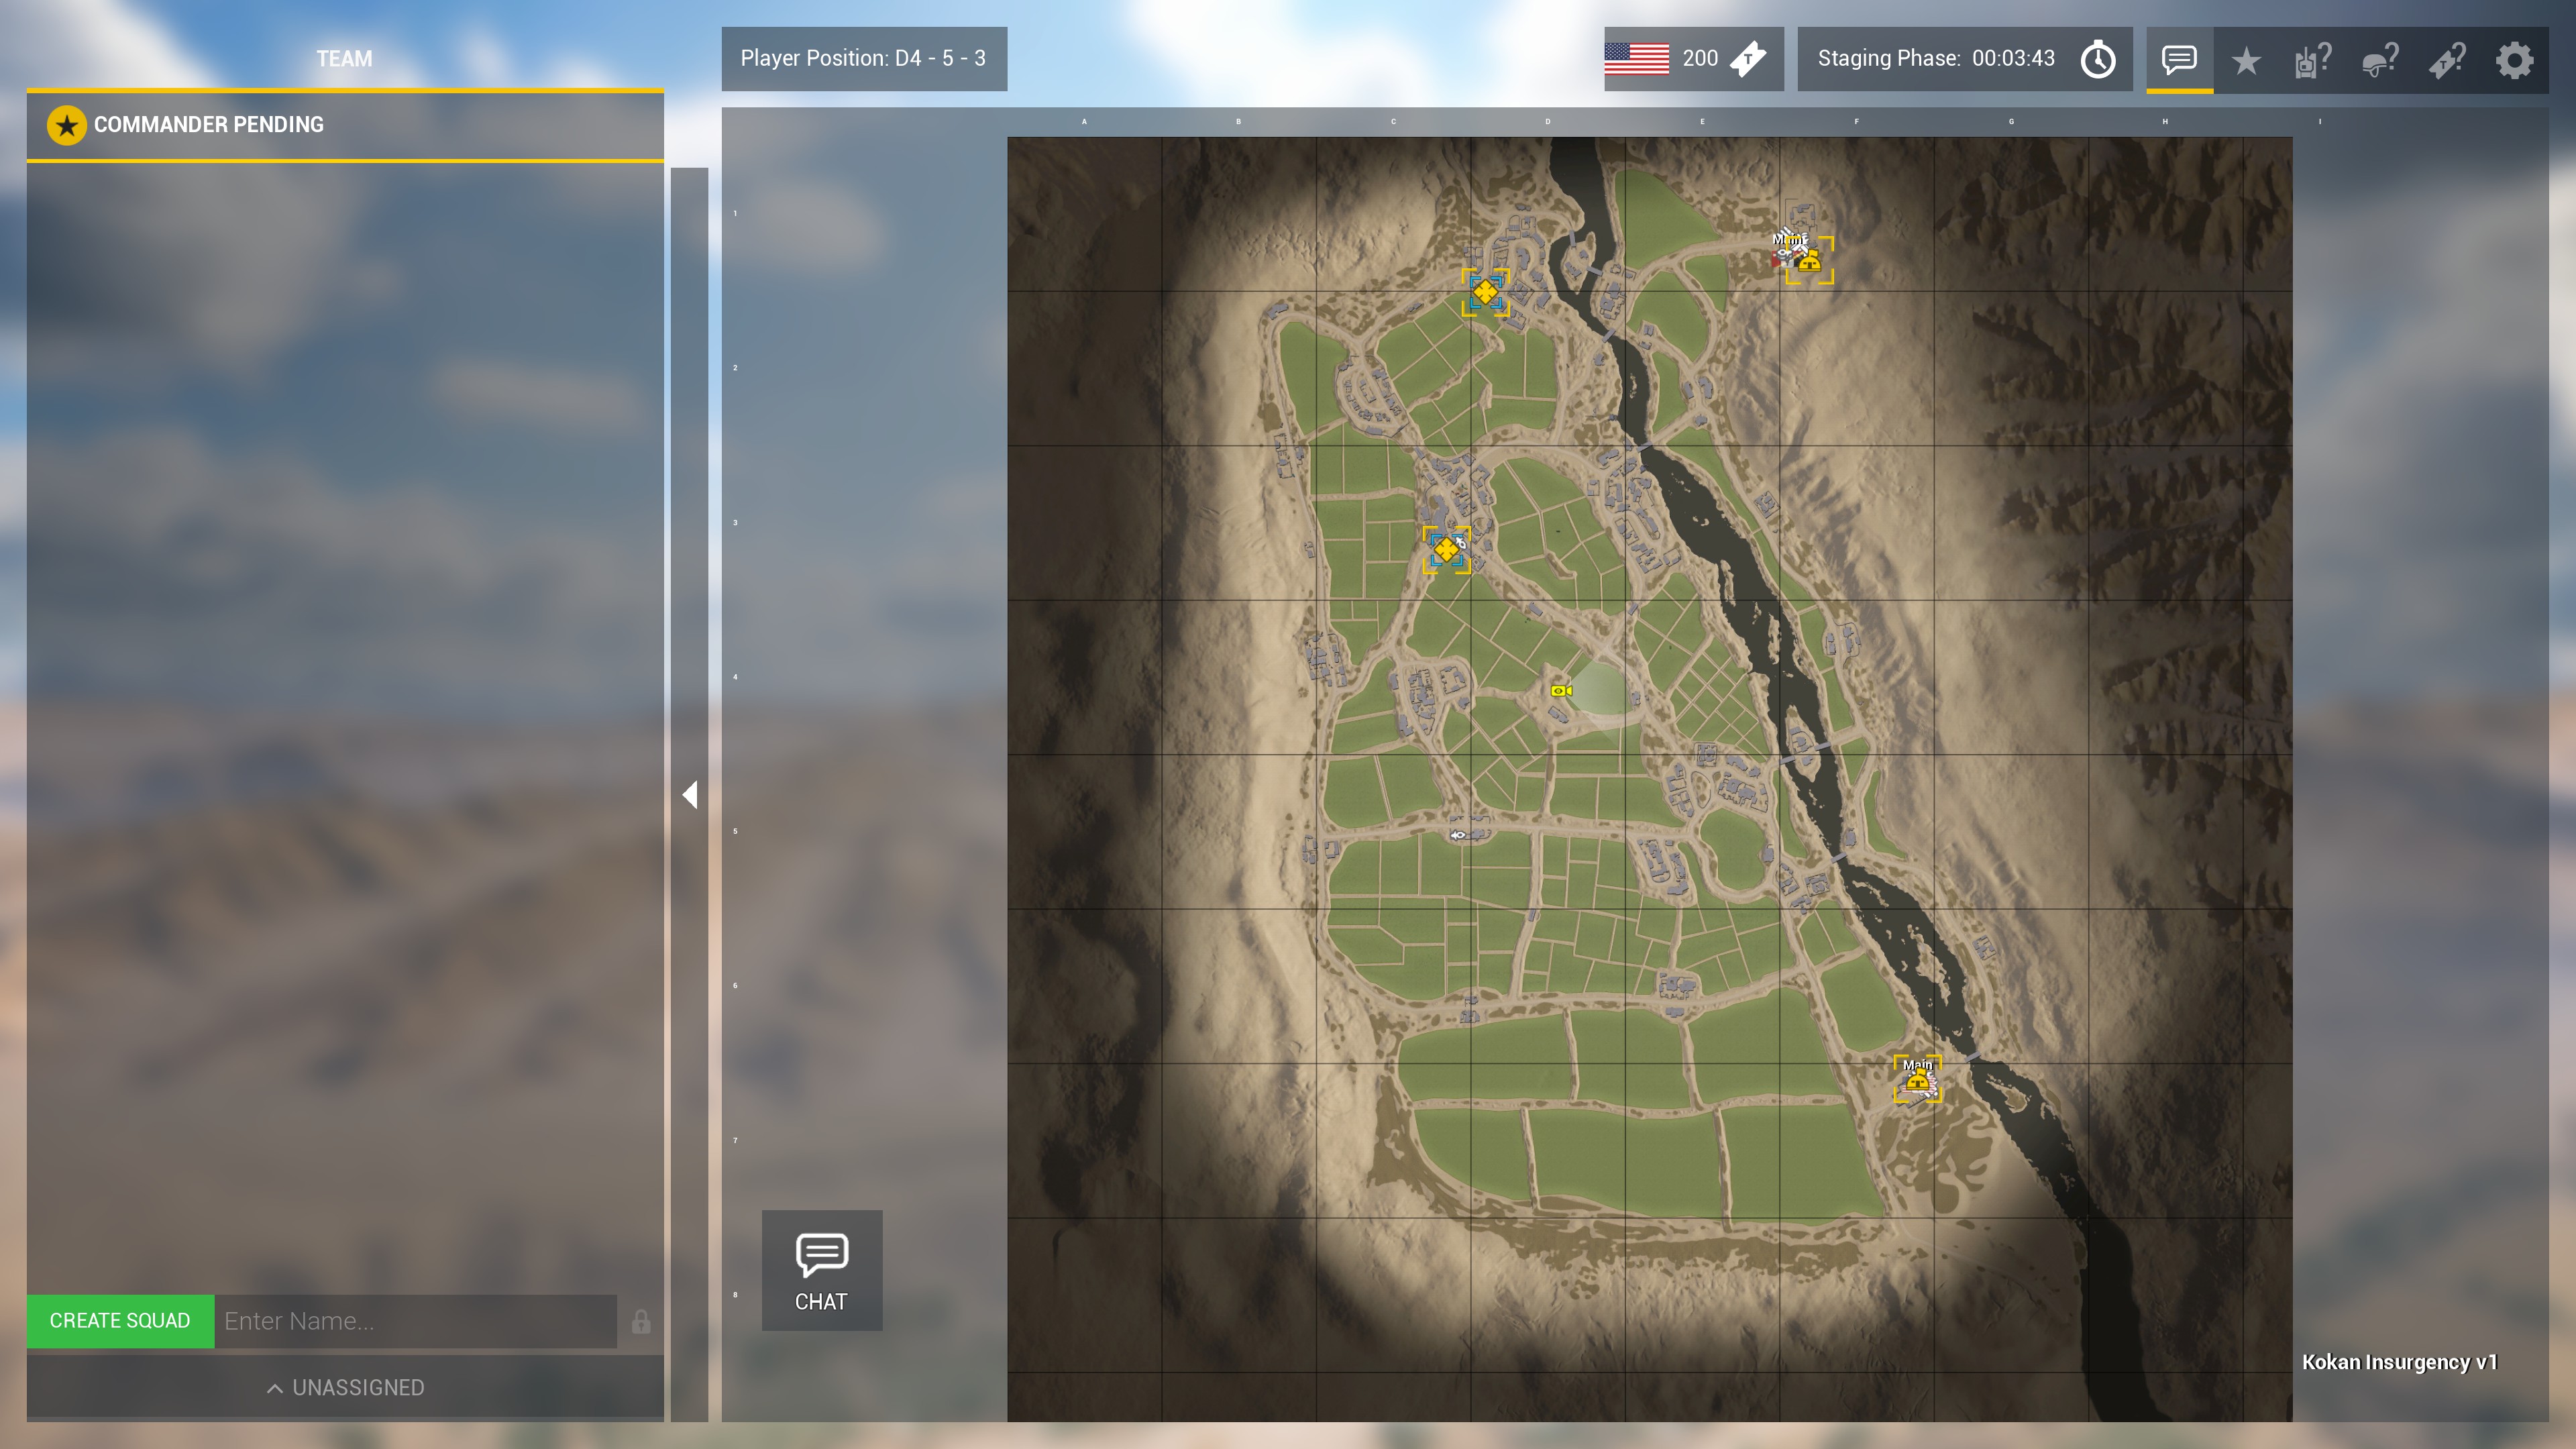 TEAM
Player Position: D4 - 5 - 3
200
T
Staging Phase: 00:03:43
?
?
T?
COMMANDER PENDING
A B C D E F G H I
1
2
3
4
5
6
7
8
Main
Main
CHAT
CREATE SQUAD
Enter Name...
UNASSIGNED
Kokan Insurgency v1